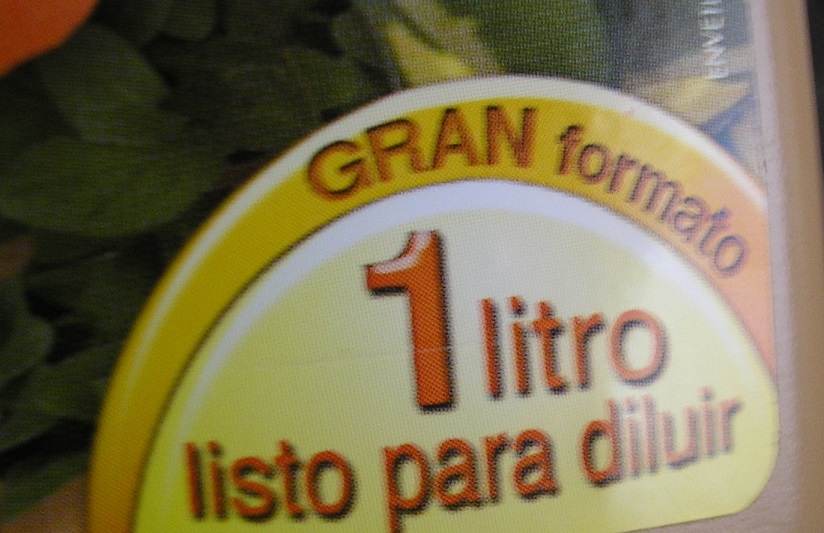 GRAN formato
1 litro
listo para diluir